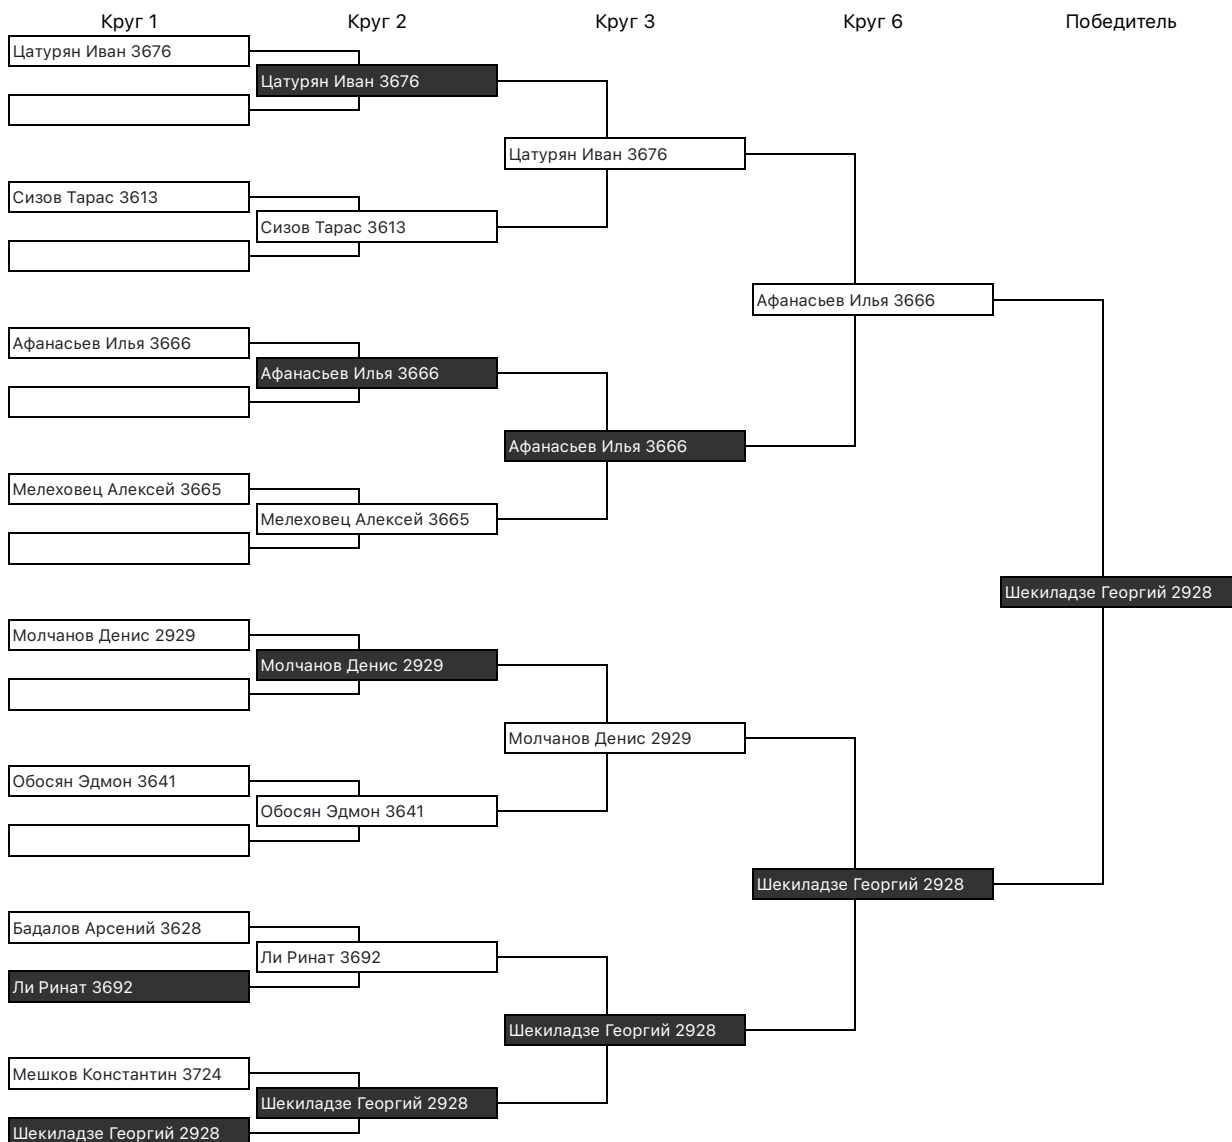 Круг 1
Круг 2
Круг 3
Круг 6
Победитель
Цатурян Иван 3676
Цатурян Иван 3676
Цатурян Иван 3676
Сизов Тарас 3613
Сизов Тарас 3613
Афанасьев Илья 3666
Афанасьев Илья 3666
Афанасьев Илья 3666
Афанасьев Илья 3666
Мелеховец Алексей 3665
Мелеховец Алексей 3665
Шекиладзе Георгий 2928
Молчанов Денис 2929
Молчанов Денис 2929
Молчанов Денис 2929
Обосян Эдмон 3641
Обосян Эдмон 3641
Шекиладзе Георгий 2928
Бадалов Арсений 3628
Ли Ринат 3692
Ли Ринат 3692
Шекиладзе Георгий 2928
Мешков Константин 3724
Шекиладзе Георгий 2928
Шекиладзе Георгий 2928